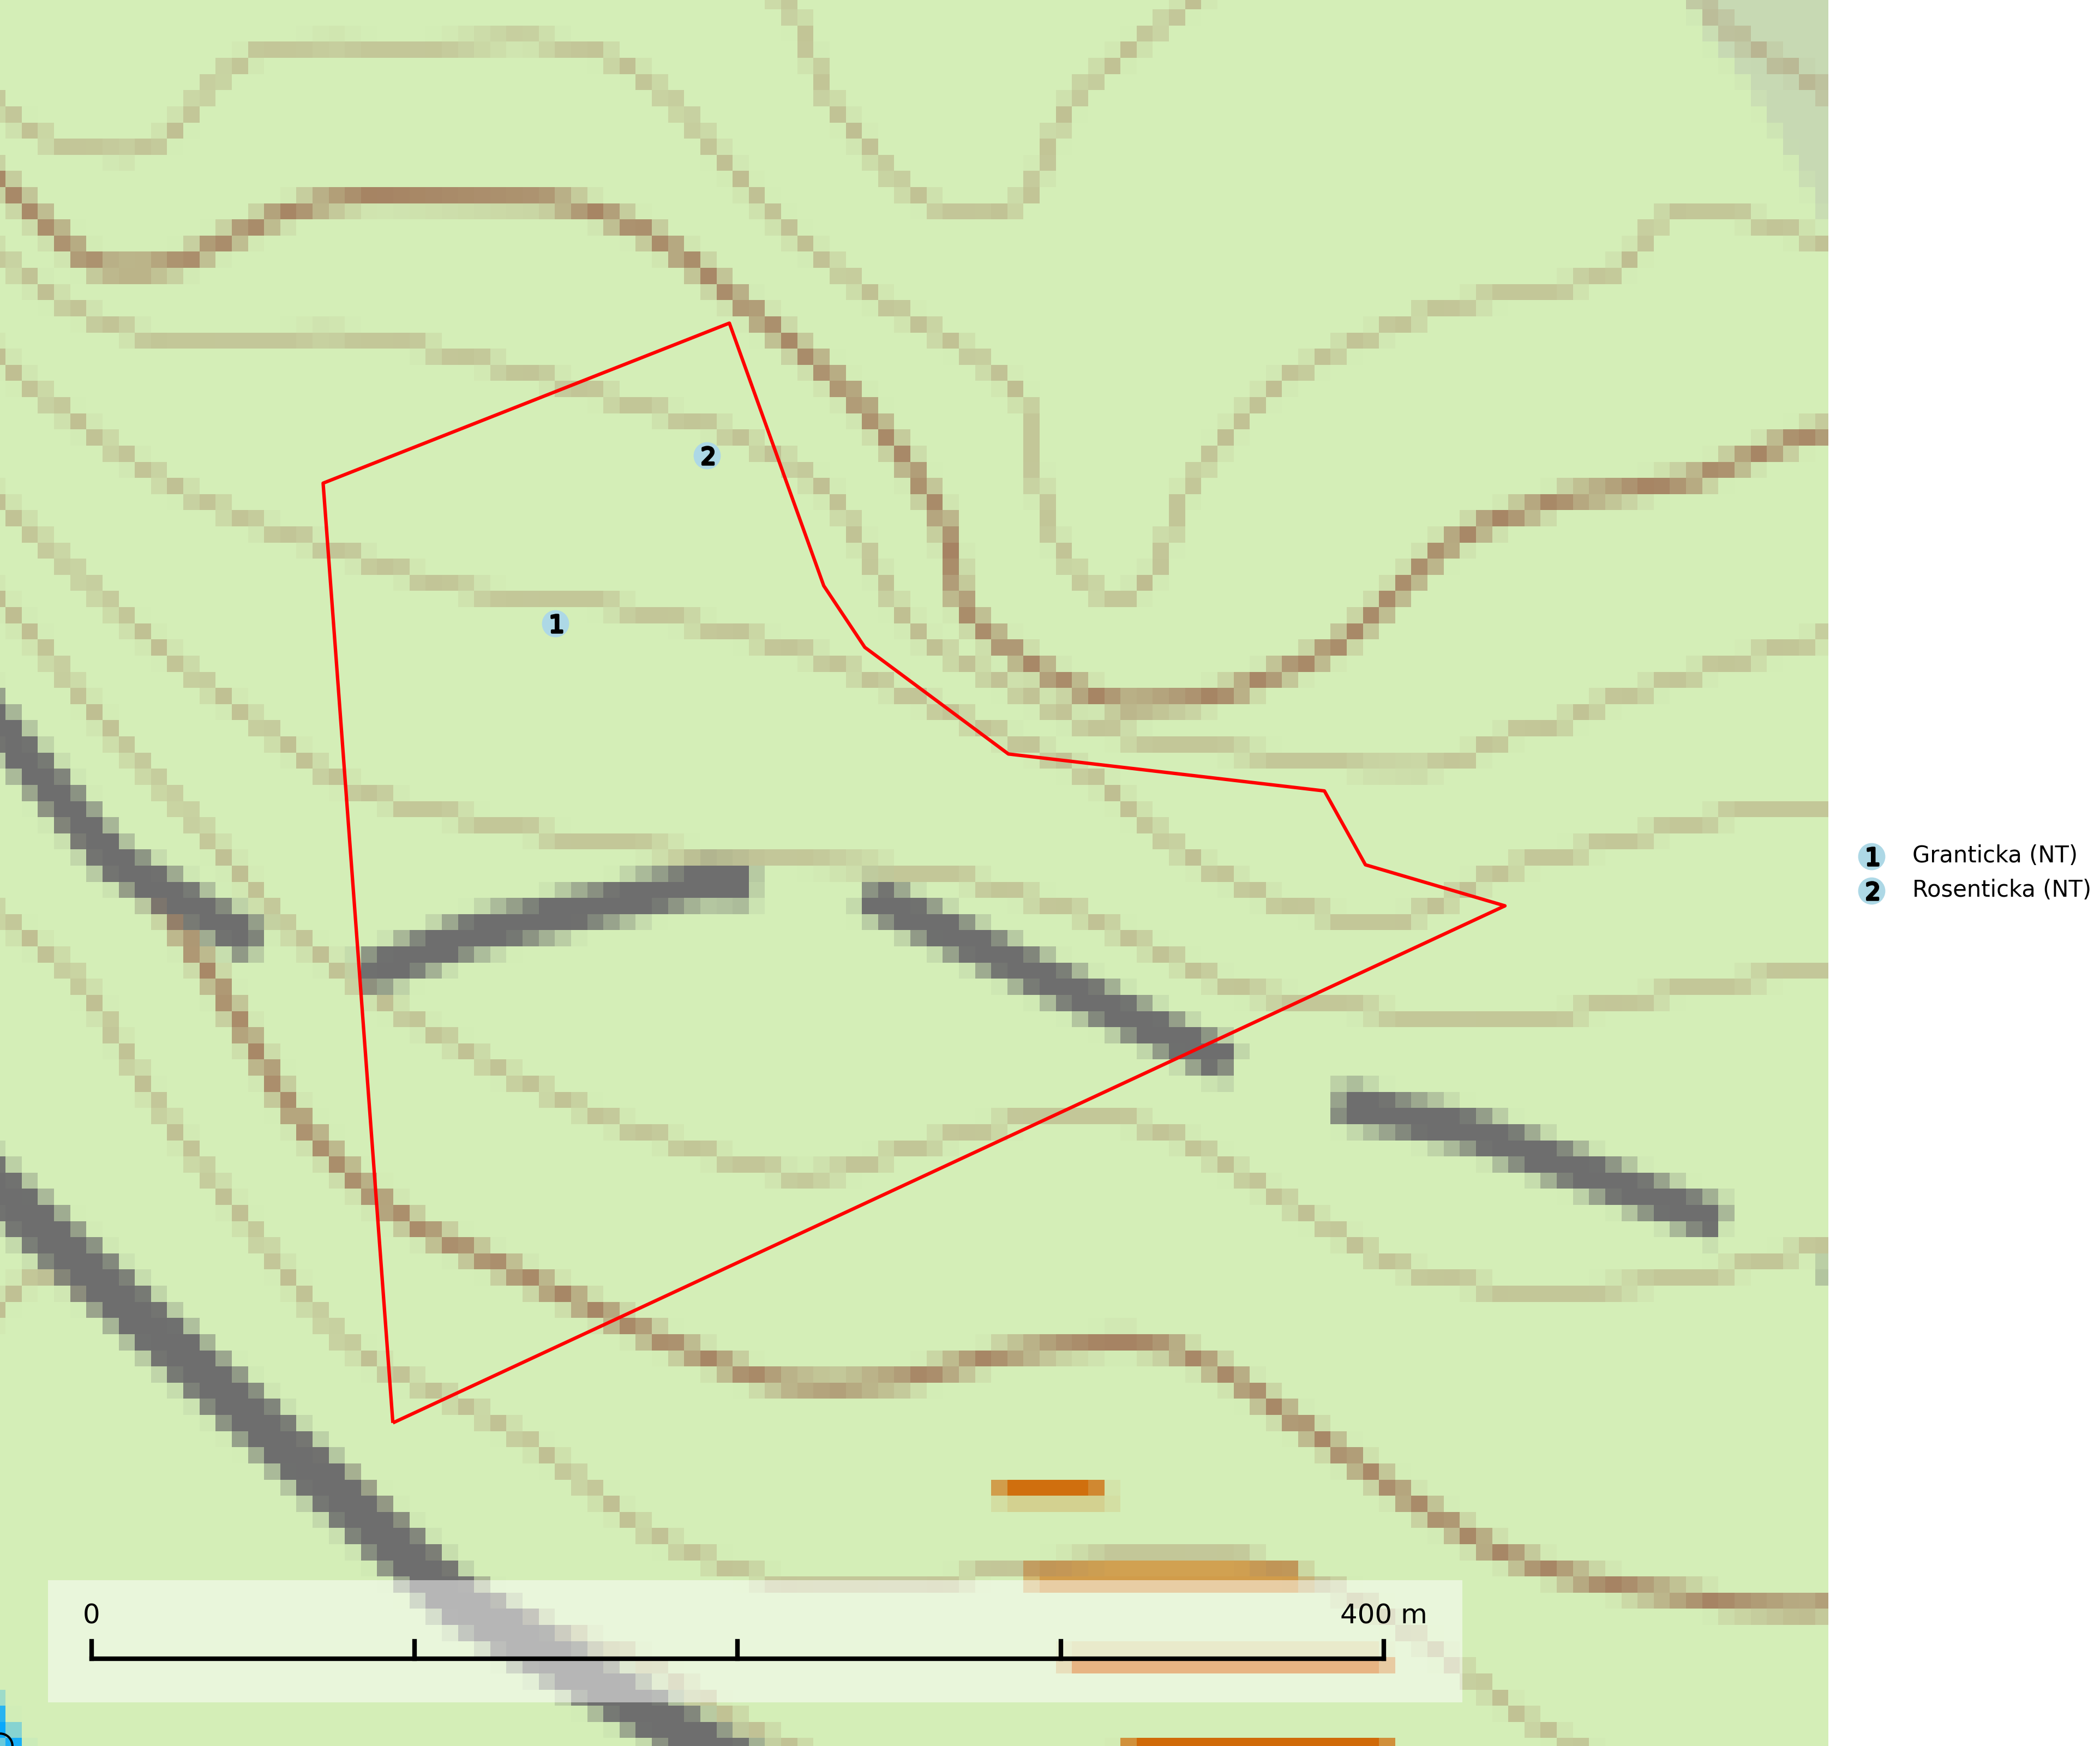 2
1
1 Granticka (NT)
2 Rosenticka (NT)
0 400 m